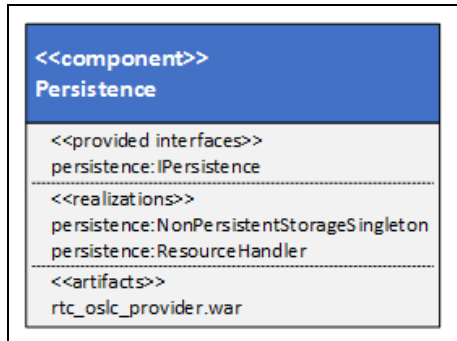 <<component>>
Persistence
<<provided interfaces>>
persistence:IPersistence
<<realizations>>
persistence:NonPersistentStorageSingleton
persistence:ResourceHandler
<<artifacts>>
rtc_oslc_provider.war